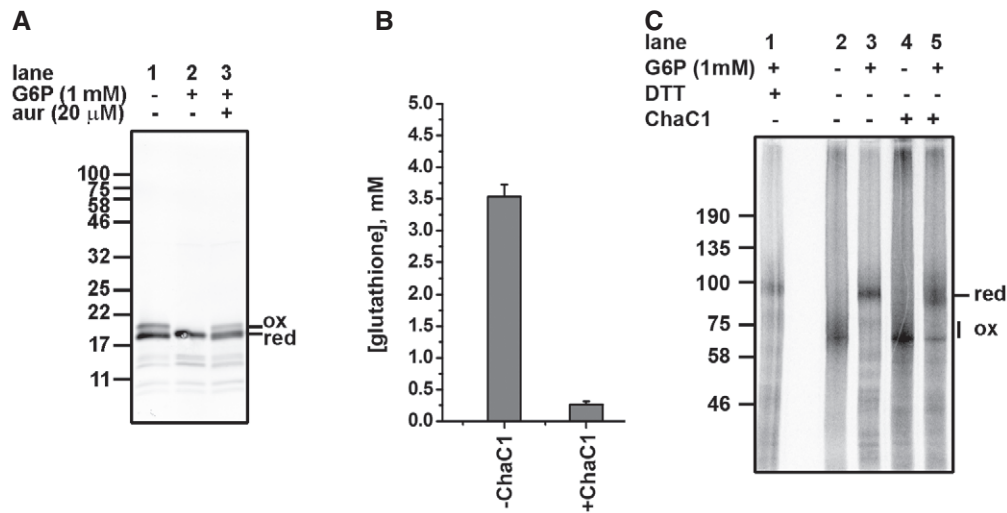 A
lane 1 2 3
G6P (1 mM) - + +
aur (20 μM) - - +
100
75
58
46
32
25
22
17
11
ox
red
B
[glutathione], mM
5.0
4.5
4.0
3.5
3.0
2.5
2.0
1.5
1.0
0.5
0.0
-ChaC1
+ChaC1
C
lane 1 2 3 4 5
G6P (1mM) + - + - +
DTT + - - - -
ChaC1 - - - + +
190
135
100
75
58
46
red
ox